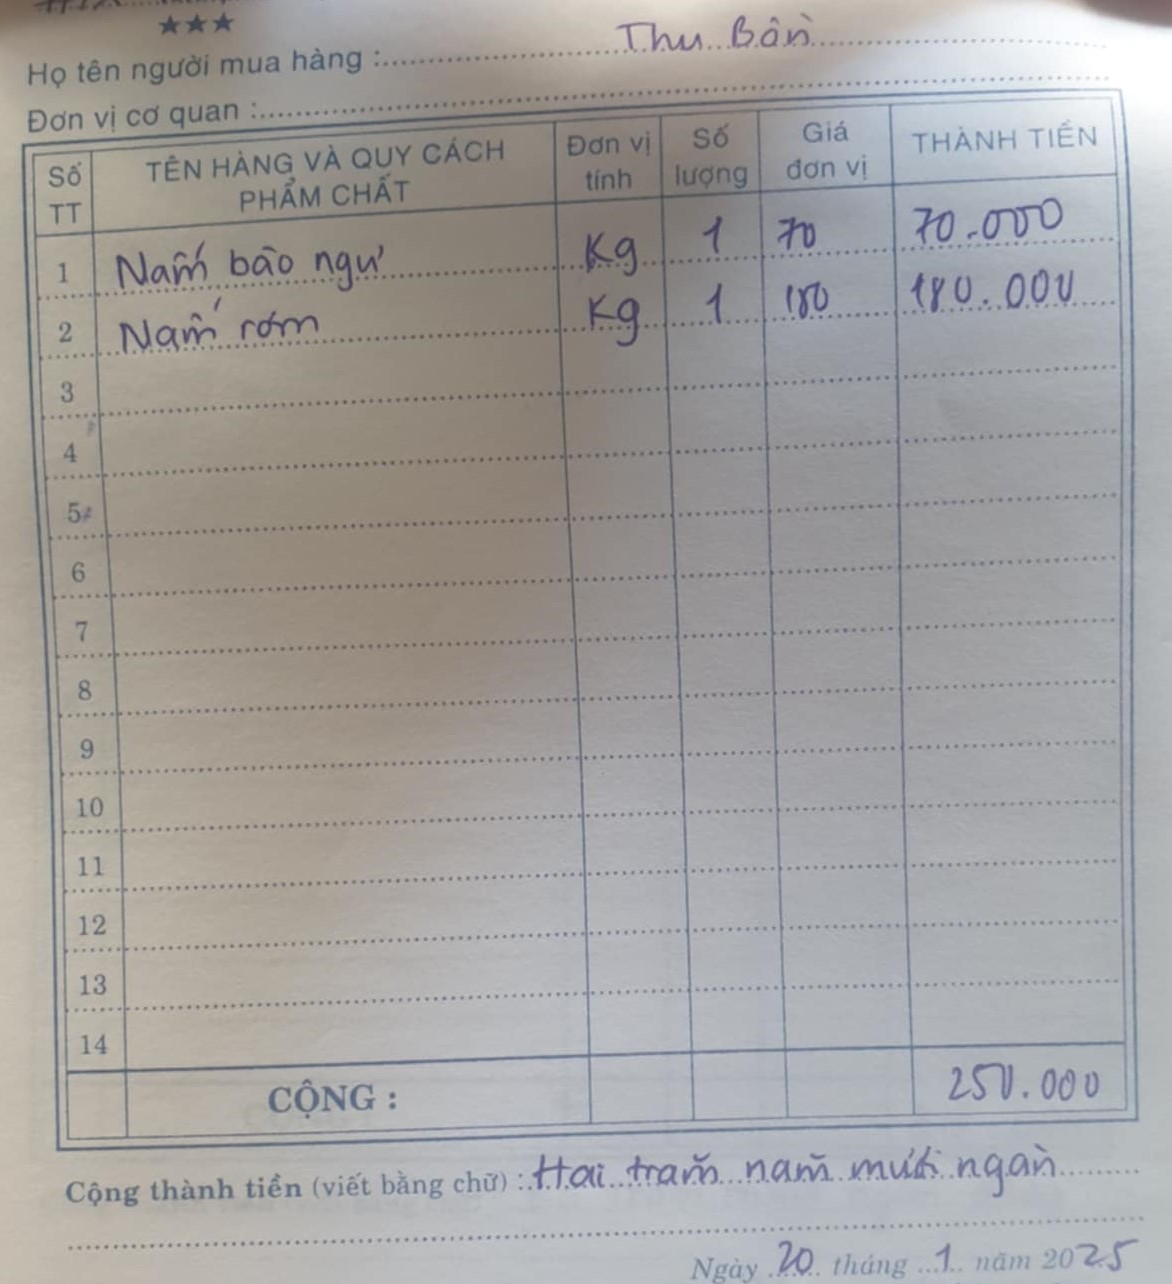 ★★★
Họ tên người mua hàng : Thu Bồn
Đơn vị cơ quan :
Số TT TÊN HÀNG VÀ QUY CÁCH PHẨM CHẤT Đơn vị tính Số lượng Giá đơn vị THÀNH TIỀN
1 Nấm bào ngư Kg 1 70 70.000
2 Nấm rơm Kg 1 180 180.000
3
4
5
6
7
8
9
10
11
12
13
14
CỘNG : 250.000
Cộng thành tiền (viết bằng chữ) : Hai trăm năm mươi ngàn
Ngày 20 tháng 1 năm 2025